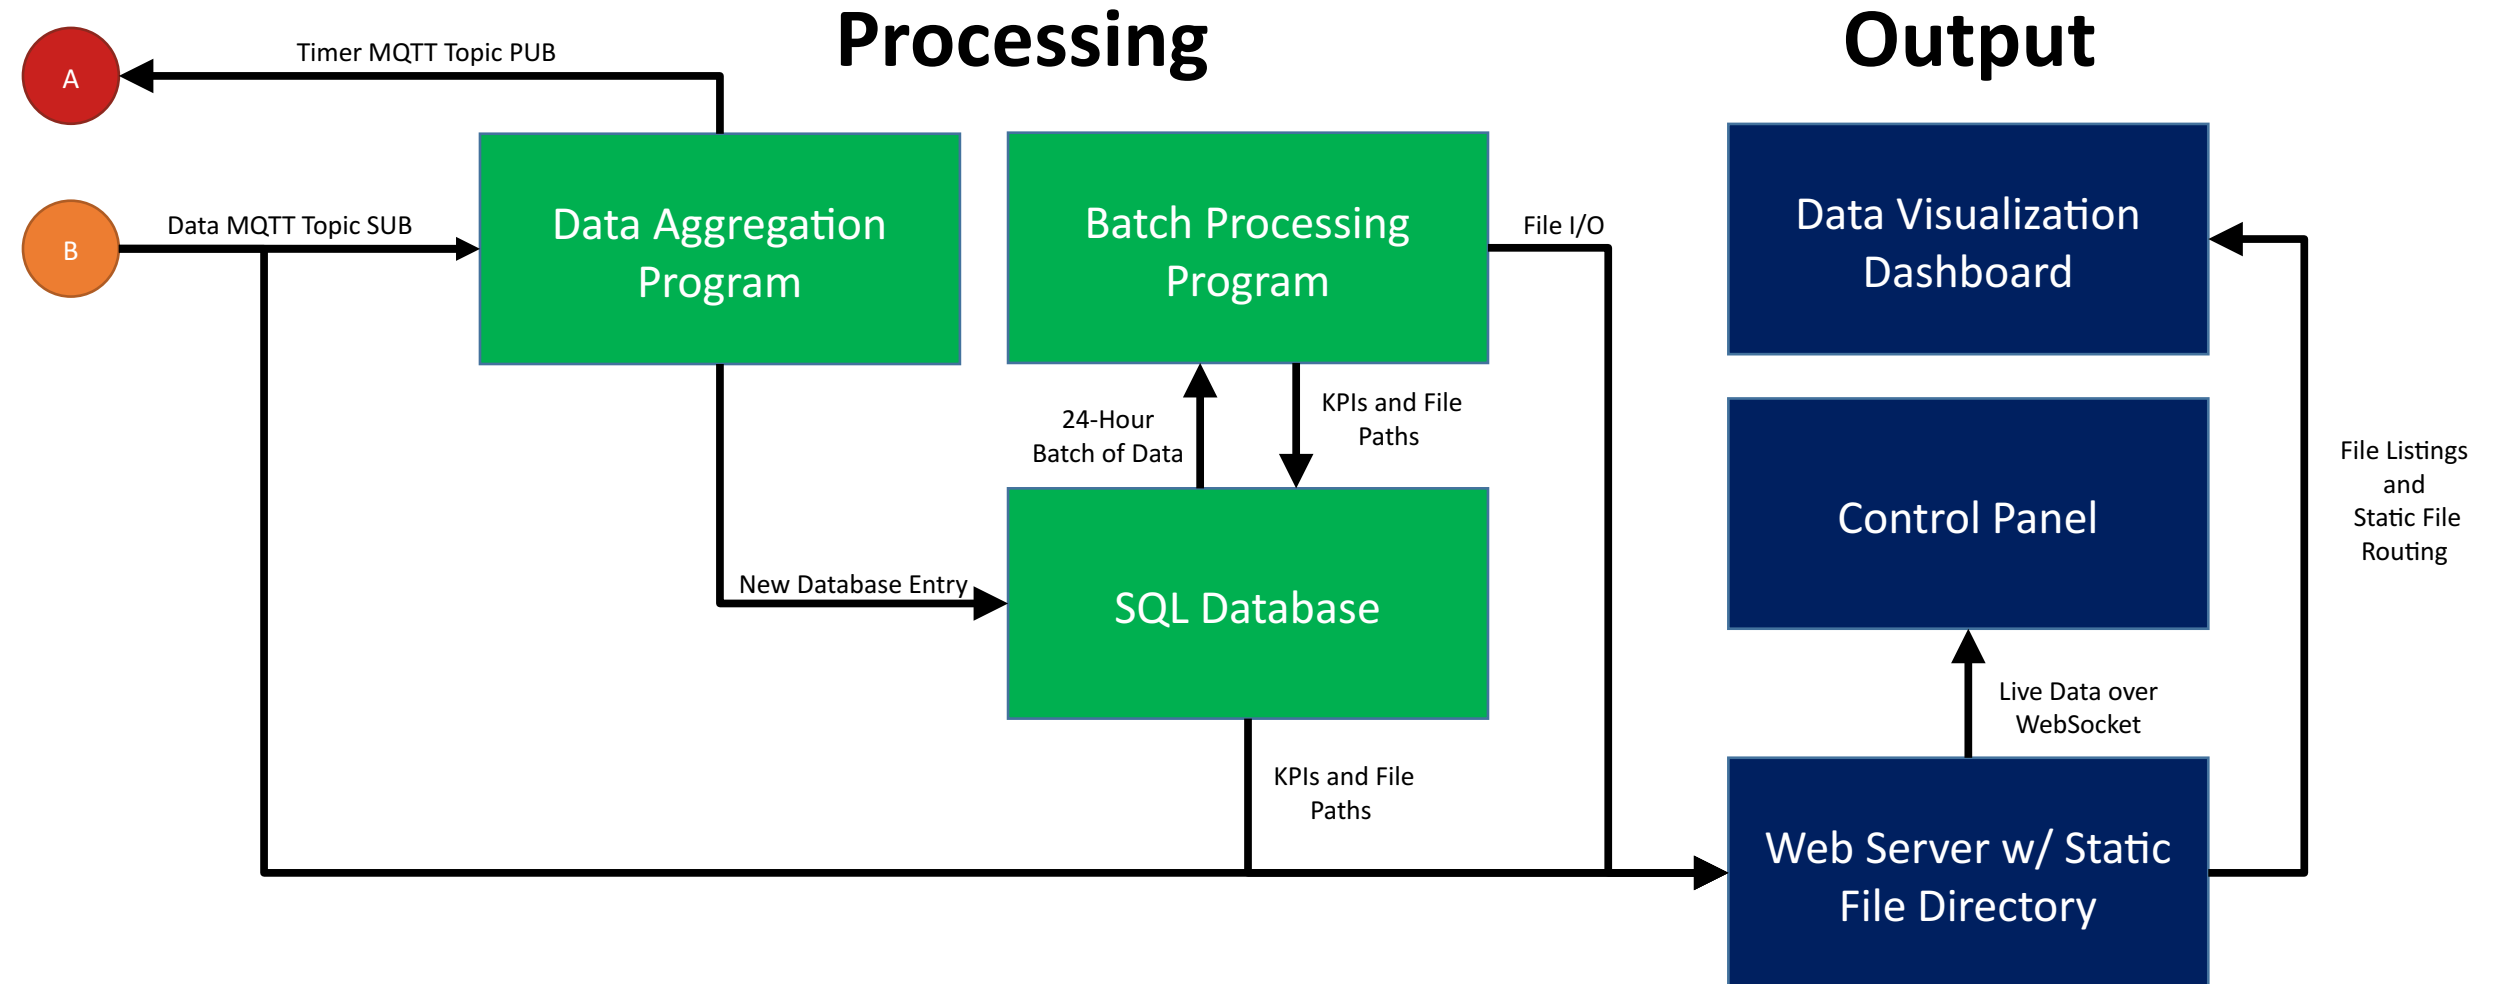 Processing
Output
Timer MQTT Topic PUB
A
Data MQTT Topic SUB
B
Data Aggregation
Program
Batch Processing
Program
File I/O
Data Visualization
Dashboard
24-Hour
Batch of Data
KPIs and File
Paths
Control Panel
File Listings
and
Static File
Routing
New Database Entry
SQL Database
Live Data over
WebSocket
KPIs and File
Paths
Web Server w/ Static
File Directory